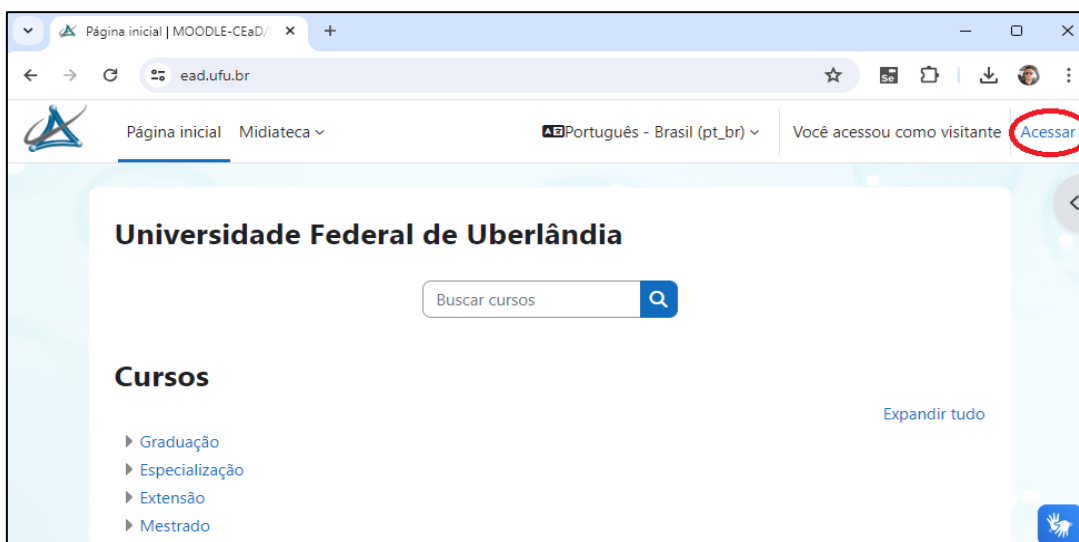 Página inicial | MOODLE-CEaD/
ead.ufu.br
Se
Página inicial Midiateca Português - Brasil (pt_br) Você acessou como visitante Acessar
Universidade Federal de Uberlândia
Buscar cursos
Cursos
Expandir tudo
Graduação
Especialização
Extensão
Mestrado